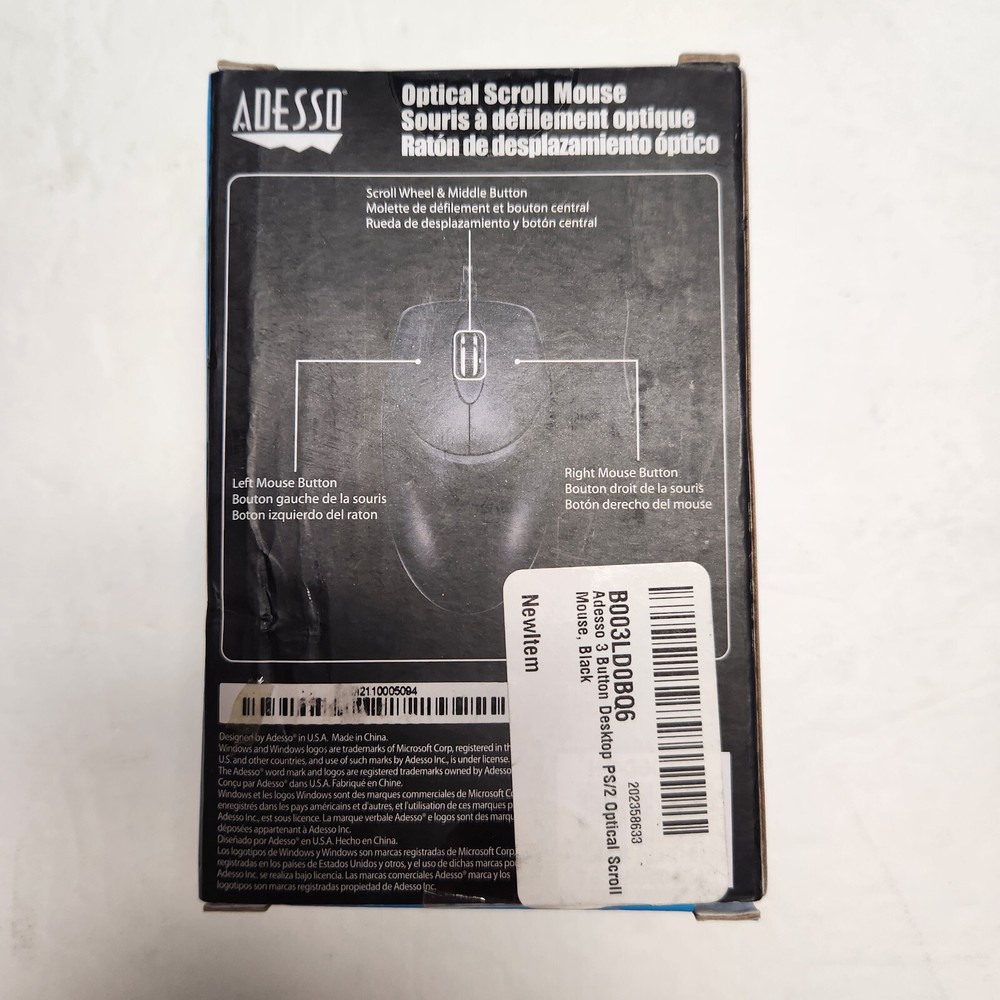 ADESSO
Optical Scroll Mouse
Souris à défilement optique
Ratón de desplazamiento óptico
Scroll Wheel & Middle Button
Molette de défilement et bouton central
Rueda de desplazamiento y botón central
Left Mouse Button
Bouton gauche de la souris
Boton izquierdo del raton
Right Mouse Button
Bouton droit de la souris
Botón derecho del mouse
B003LD0BQ6
Adesso 3 Button Desktop PS/2 Optical Scroll
Mouse, Black
NewItem
202358633
2110005094
Designed by Adesso® in U.S.A. Made in China.
Windows and Windows logos are trademarks of Microsoft Corp, registered in
U.S. and other countries, and use of such marks by Adesso Inc., is under license.
The Adesso® word mark and logos are registered trademarks owned by Adesso
Conçu par Adesso® dans U.S.A. Fabriqué en Chine.
Windows et les logos Windows sont des marques commerciales de Microsoft
enregistrés dans les pays américains et d'autres, et l'utilisation de ces marques
Adesso Inc., est sous licence. La marque verbale Adesso® e logos sont des
déposées appartenant à Adesso Inc.
Diseñado por Adesso® en U.S.A. Hecho en China.
Los logotipos de Windows y Windows son marcas registradas de Microsoft Corp,
registradas en los paises de Estados Unidos y otros, y el uso de dichas marcas
Adesso Inc. se realiza bajo licencia. Las marcas comerciales Adesso® marca y los
logotipos son marcas registradas propiedad de Adesso Inc.